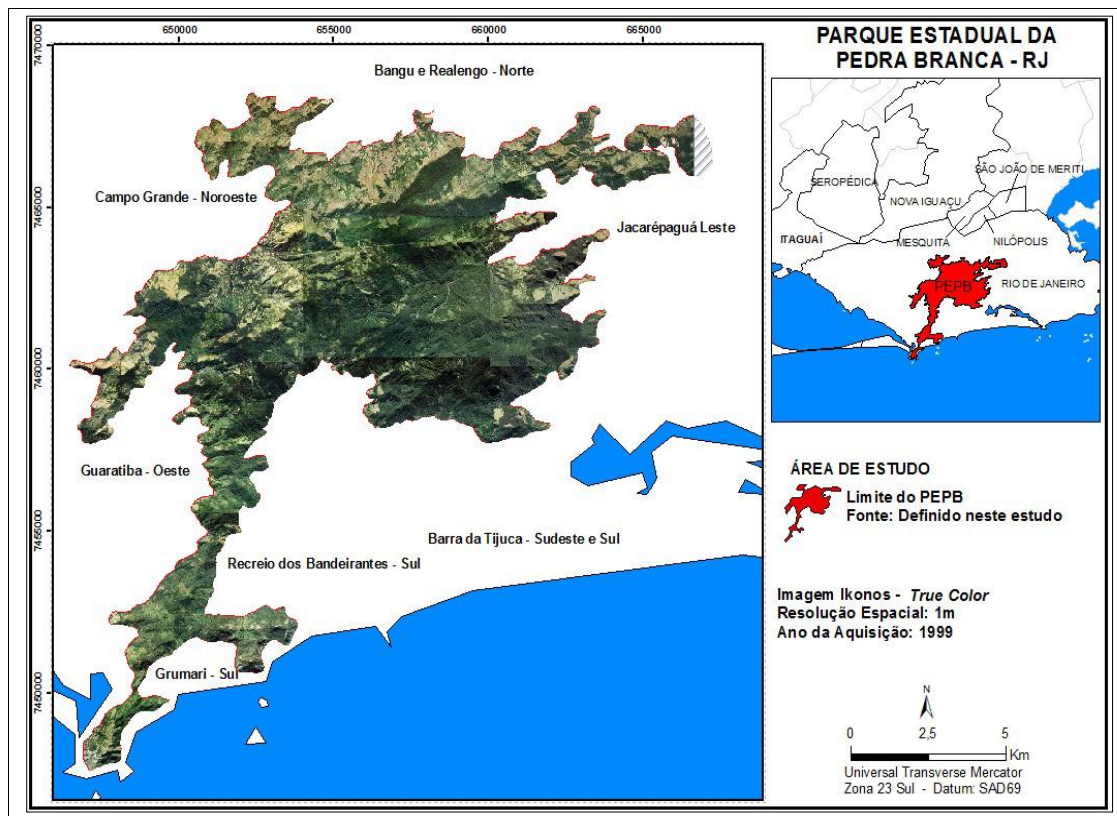 PARQUE ESTADUAL DA
PEDRA BRANCA - RJ
650000
655000
660000
665000
7470000
7465000
7460000
7455000
7450000
Bangu e Realengo - Norte
Campo Grande - Noroeste
Jacarépaguá Leste
Guaratiba - Oeste
Barra da Tijuca - Sudeste e Sul
Recreio dos Bandeirantes - Sul
Grumari - Sul
SÃO JOÃO DE MERITI
SEROPÉDICA
NOVA IGUAÇU
ITAGUAÍ
MESQUITA
NILÓPOLIS
PEPB
RIO DE JANEIRO
ÁREA DE ESTUDO
Limite do PEPB
Fonte: Definido neste estudo
Imagem Ikonos - True Color
Resolução Espacial: 1m
Ano da Aquisição: 1999
N
0
2,5
5
Km
Universal Transverse Mercator
Zona 23 Sul - Datum: SAD69